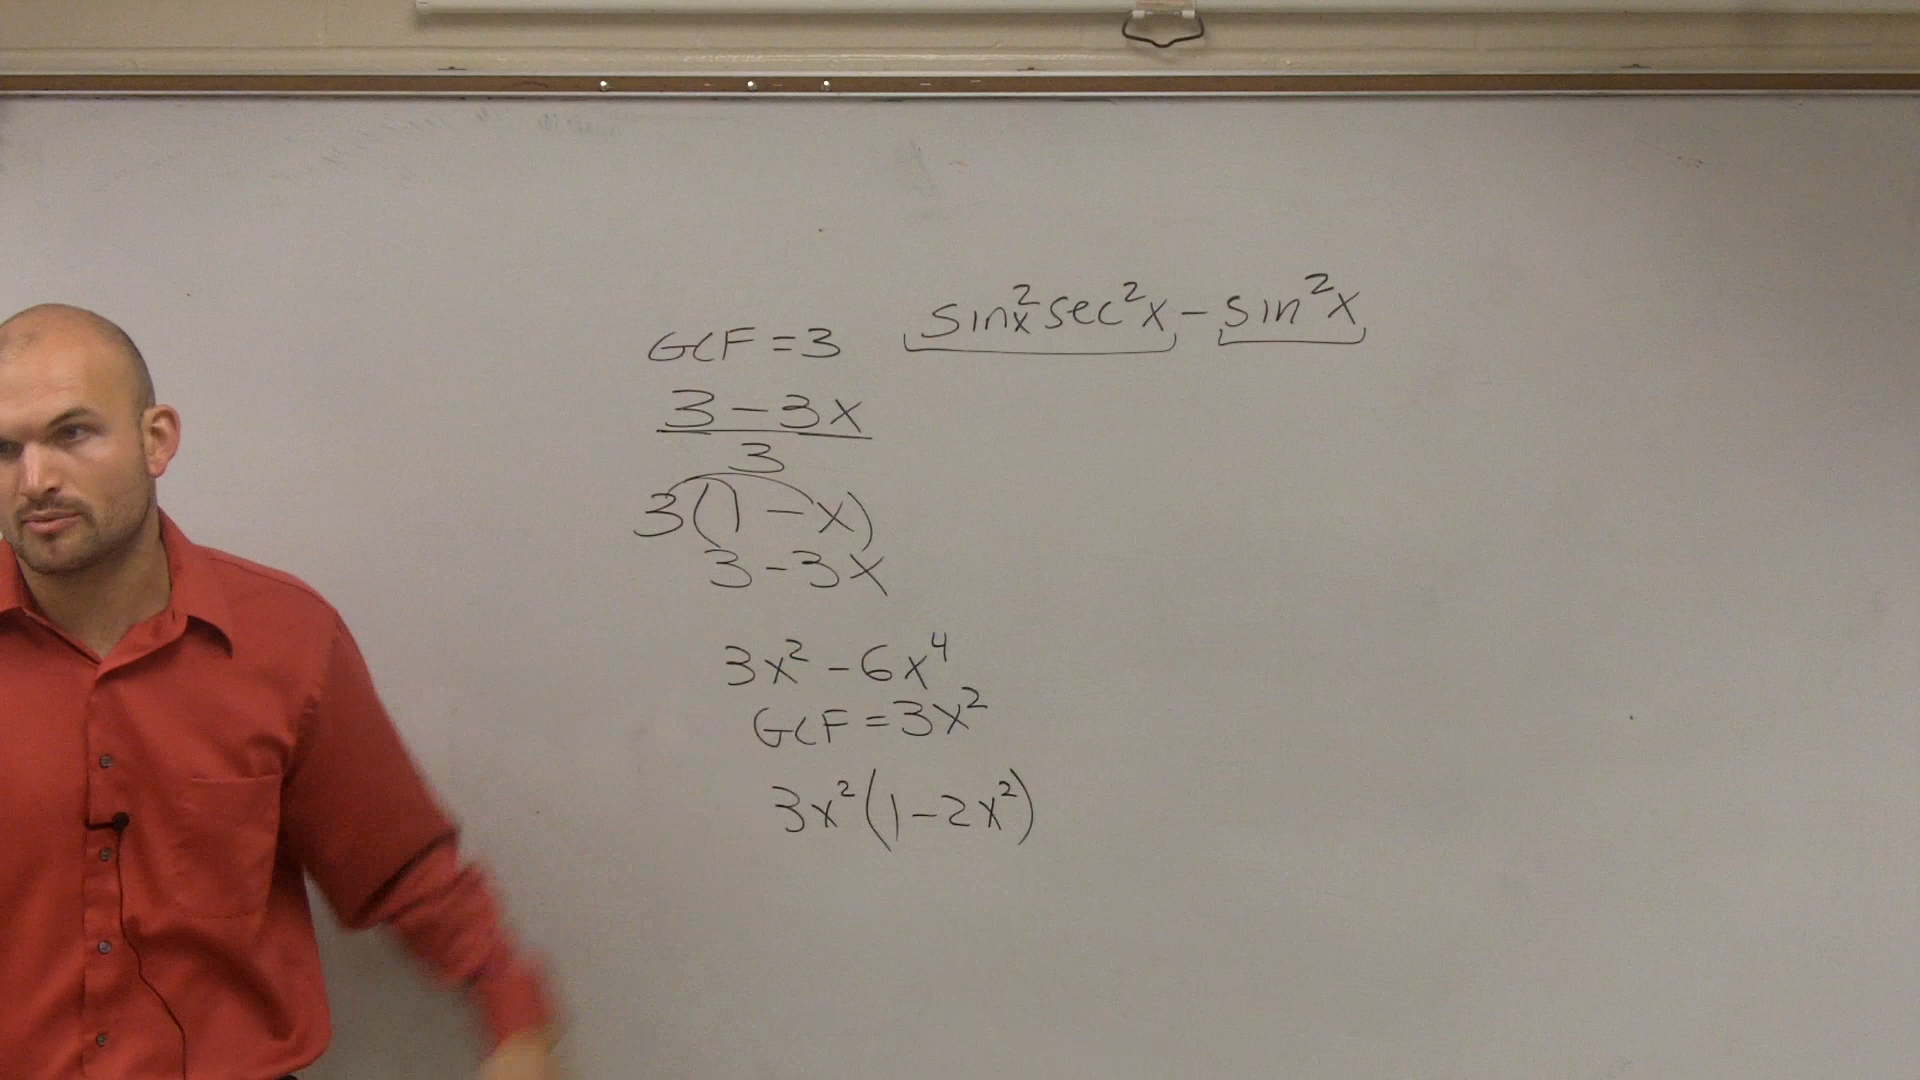 sin²x sec²x - sin²x
GCF = 3
3 - 3x
3
3(1 - x)
3 - 3x
3x² - 6x⁴
GCF = 3x²
3x²(1 - 2x²)